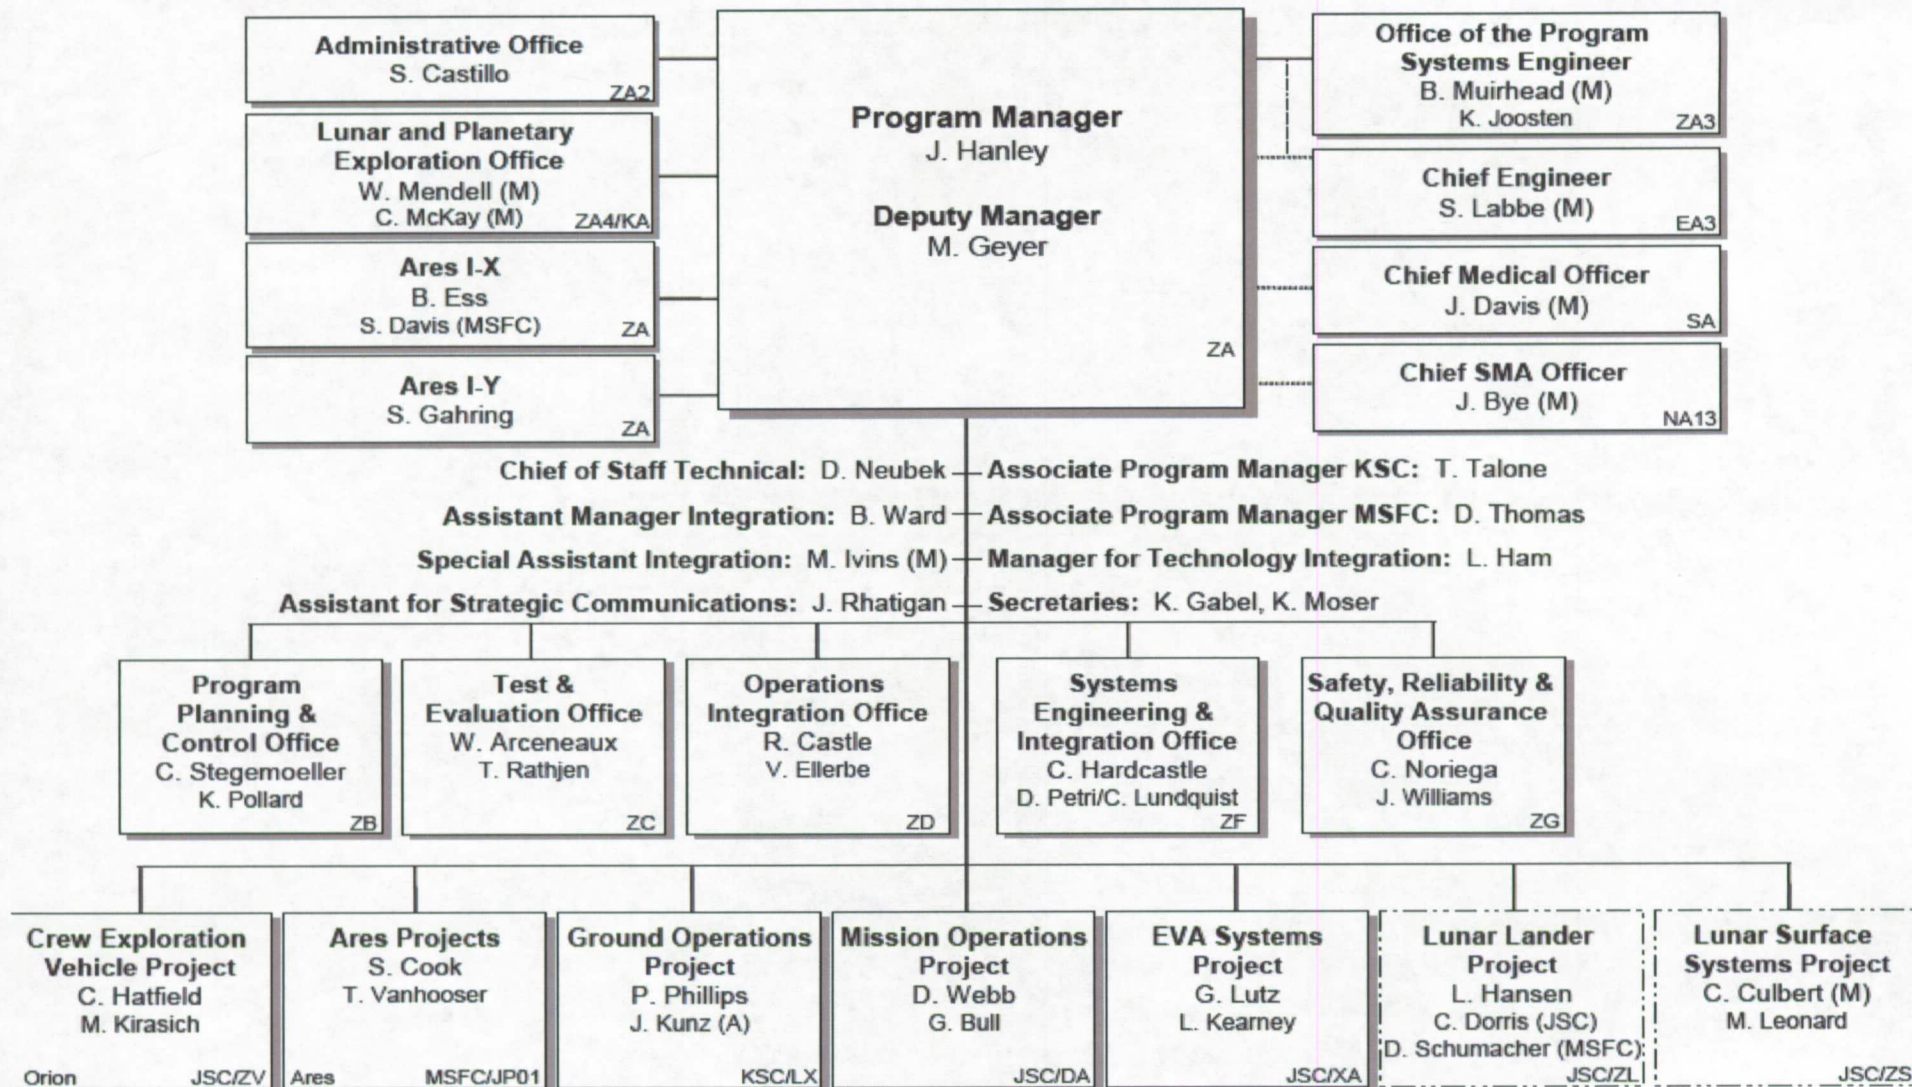 Administrative Office
S. Castillo
ZA2
Lunar and Planetary
Exploration Office
W. Mendell (M)
C. McKay (M)
ZA4/KA
Ares I-X
B. Ess
S. Davis (MSFC)
ZA
Ares I-Y
S. Gahring
ZA
Program Manager
J. Hanley
Deputy Manager
M. Geyer
ZA
Office of the Program
Systems Engineer
B. Muirhead (M)
K. Joosten
ZA3
Chief Engineer
S. Labbe (M)
EA3
Chief Medical Officer
J. Davis (M)
SA
Chief SMA Officer
J. Bye (M)
NA13
Chief of Staff Technical: D. Neubek
Associate Program Manager KSC: T. Talone
Assistant Manager Integration: B. Ward
Associate Program Manager MSFC: D. Thomas
Special Assistant Integration: M. Ivins (M)
Manager for Technology Integration: L. Ham
Assistant for Strategic Communications: J. Rhatigan
Secretaries: K. Gabel, K. Moser
Program
Planning &
Control Office
C. Stegemoeller
K. Pollard
ZB
Test &
Evaluation Office
W. Arceneaux
T. Rathjen
ZC
Operations
Integration Office
R. Castle
V. Ellerbe
ZD
Systems
Engineering &
Integration Office
C. Hardcastle
D. Petri/C. Lundquist
ZF
Safety, Reliability &
Quality Assurance
Office
C. Noriega
J. Williams
ZG
Crew Exploration
Vehicle Project
C. Hatfield
M. Kirasich
Orion JSC/ZV
Ares Projects
S. Cook
T. Vanhooser
Ares MSFC/JP01
Ground Operations
Project
P. Phillips
J. Kunz (A)
KSC/LX
Mission Operations
Project
D. Webb
G. Bull
JSC/DA
EVA Systems
Project
G. Lutz
L. Kearney
JSC/XA
Lunar Lander
Project
L. Hansen
C. Dorris (JSC)
D. Schumacher (MSFC)
JSC/ZL
Lunar Surface
Systems Project
C. Culbert (M)
M. Leonard
JSC/ZS